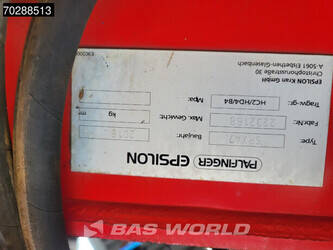 70288513
EPSILON Kran GmbH
Christophorusstraße 30
A-5061 Elsbethen-Glasenbach
PALFINGER EPSILON
Baujahr:
Fabr.Nr:
Max.Gewicht: kg
Tragw-gr: HC2/HD4/B4
Mpa:
BAS WORLD